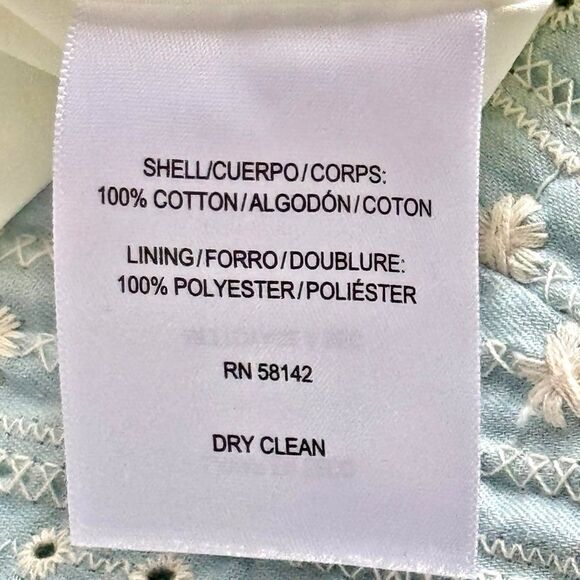 SHELL/CUERPO/CORPS:
100% COTTON/ALGODÓN/COTON
LINING/FORRO/DOUBLURE:
100% POLYESTER/POLIÉSTER
RN 58142
DRY CLEAN